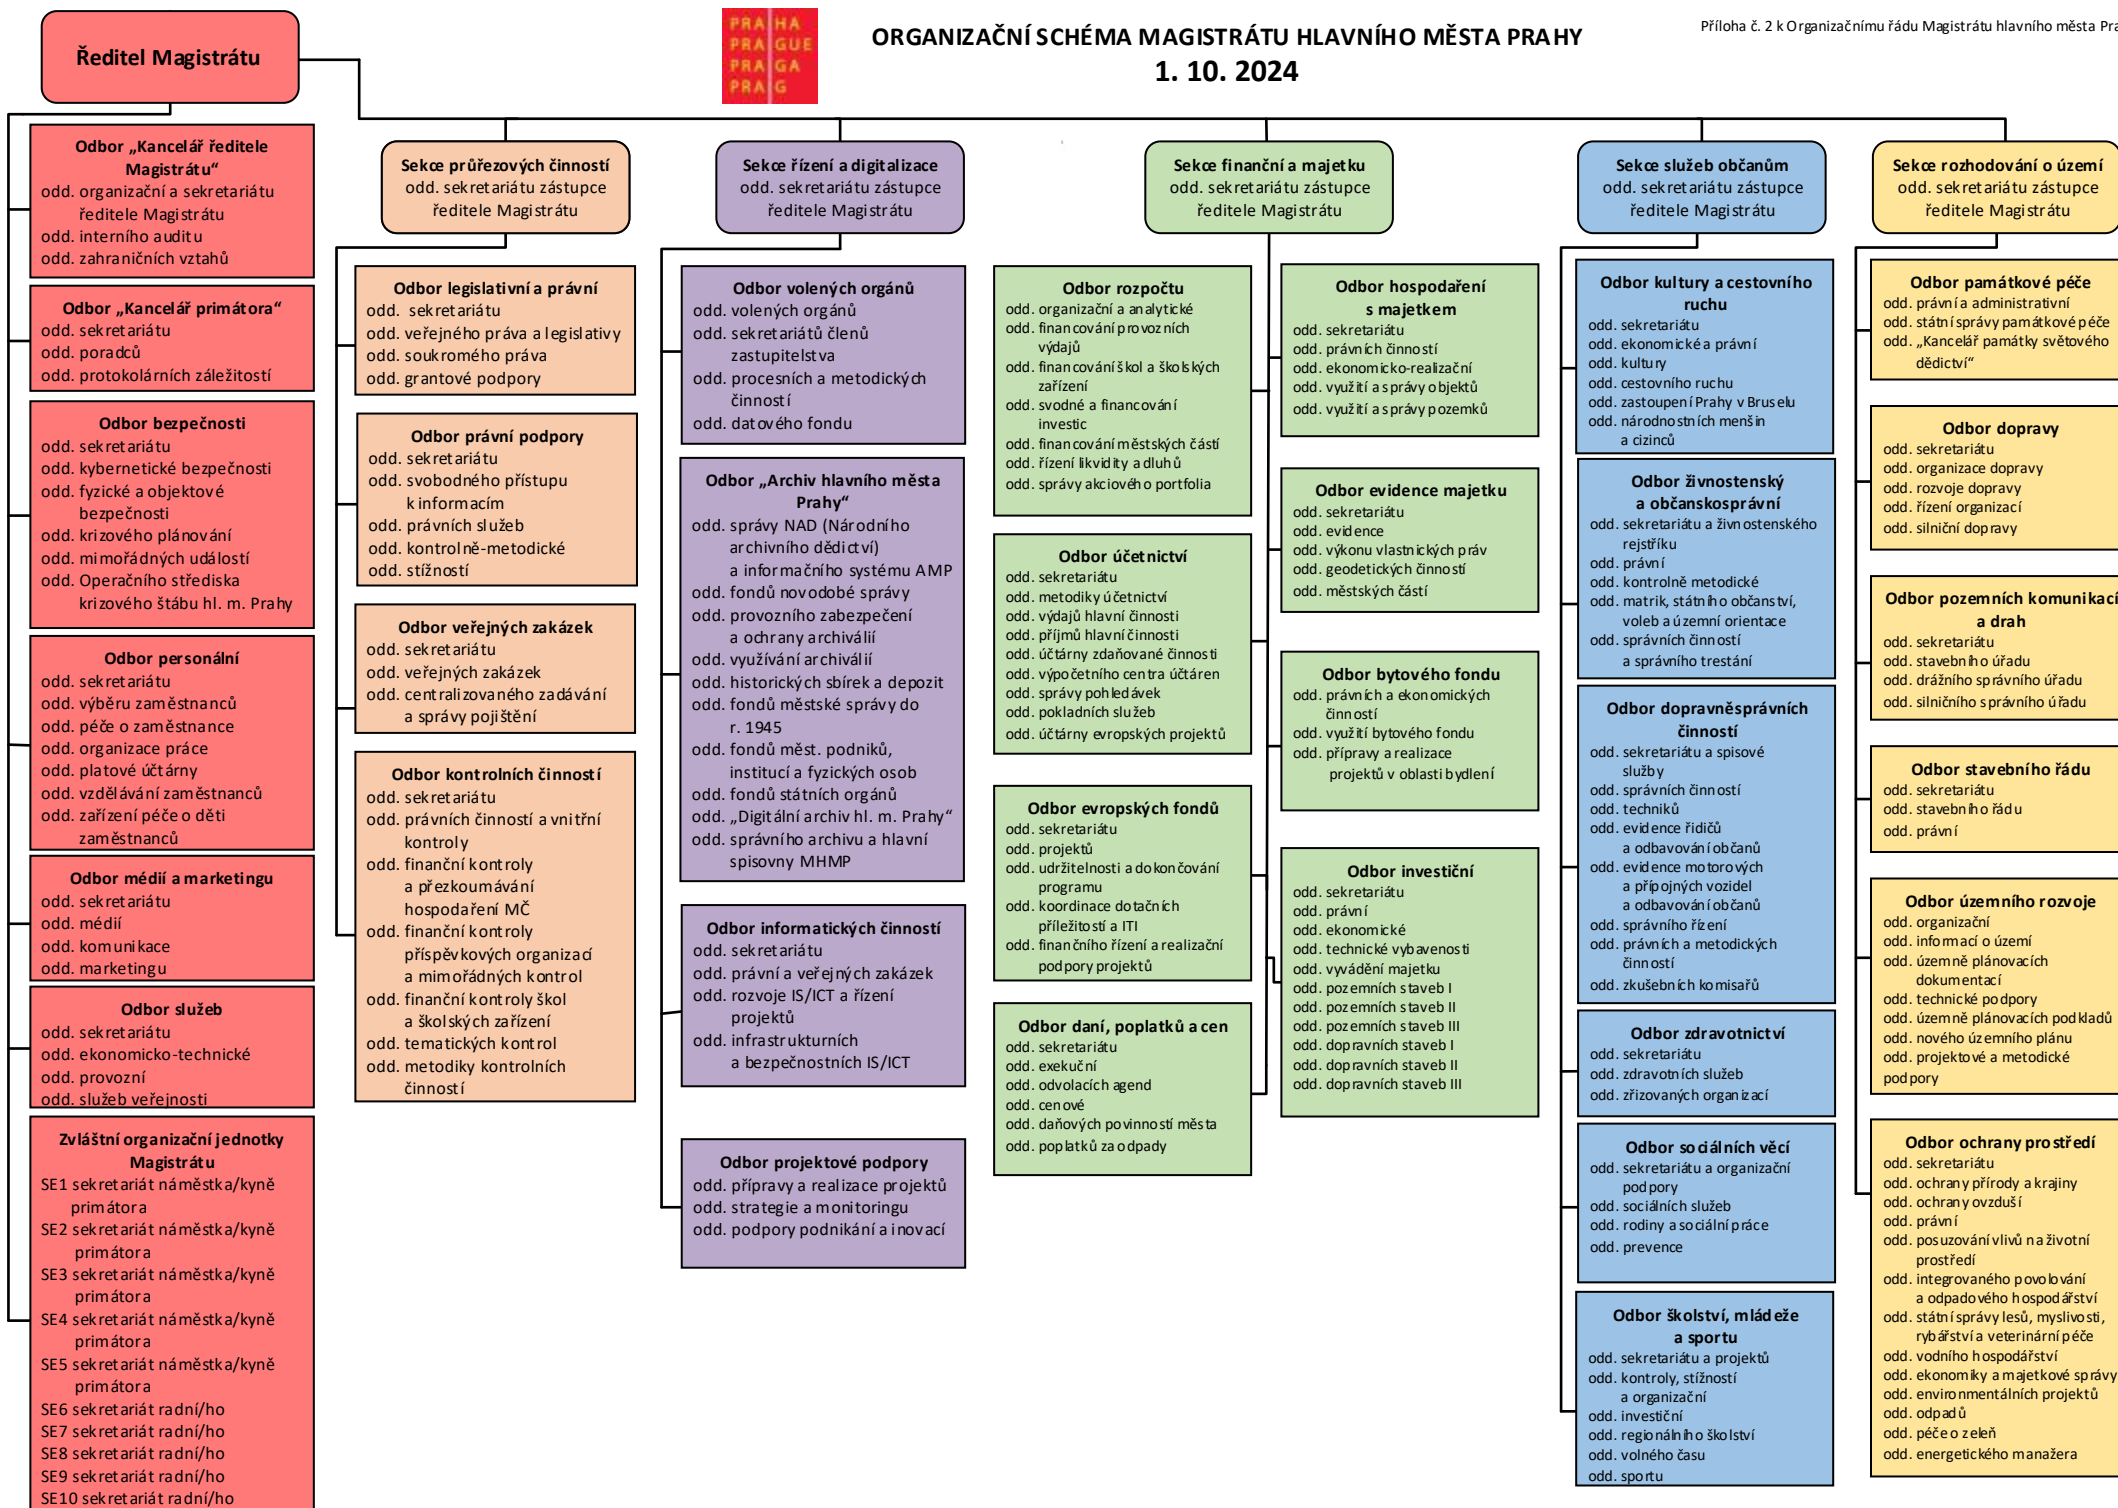 Ředitel Magistrátu
PRA HA
PRA GUE
PRA GA
PRA G
ORGANIZAČNÍ SCHÉMA MAGISTRÁTU HLAVNÍHO MĚSTA PRAHY
1. 10. 2024
Příloha č. 2 k Organizačnímu řádu Magistrátu hlavního města
Odbor „Kancelář ředitele
Magistrátu“
odd. organizační a sekretariátu
ředitele Magistrátu
odd. interního auditu
odd. zahraničních vztahů
Odbor „Kancelář primátora“
odd. sekretariátu
odd. poradců
odd. protokolárních záležitostí
Odbor bezpečnosti
odd. sekretariátu
odd. kybernetické bezpečnosti
odd. fyzické a objektové
bezpečnosti
odd. krizového plánování
odd. mimořádných událostí
odd. Operačního střediska
krizového štábu hl. m. Prahy
Odbor personální
odd. sekretariátu
odd. výběru zaměstnanců
odd. péče o zaměstnance
odd. organizace práce
odd. platové účtárny
odd. vzdělávání zaměstnanců
odd. zařízení péče o děti
zaměstnanců
Odbor médií a marketingu
odd. sekretariátu
odd. médií
odd. komunikace
odd. marketingu
Odbor služeb
odd. sekretariátu
odd. ekonomicko-technické
odd. provozní
odd. služeb veřejnosti
Zvláštní organizační jednotky
Magistrátu
SE1 sekretariát náměstka/kyně
primátora
SE2 sekretariát náměstka/kyně
primátora
SE3 sekretariát náměstka/kyně
primátora
SE4 sekretariát náměstka/kyně
primátora
SE5 sekretariát náměstka/kyně
primátora
SE6 sekretariát radní/ho
SE7 sekretariát radní/ho
SE8 sekretariát radní/ho
SE9 sekretariát radní/ho
SE10 sekretariát radní/ho
Sekce průřezových činností
odd. sekretariátu zástupce
ředitele Magistrátu
Odbor legislativní a právní
odd. sekretariátu
odd. veřejného práva a legislativy
odd. soukromého práva
odd. grantové podpory
Odbor právní podpory
odd. sekretariátu
odd. svobodného přístupu
k informacím
odd. právních služeb
odd. kontrolně-metodické
odd. stížností
Odbor veřejných zakázek
odd. sekretariátu
odd. veřejných zakázek
odd. centralizovaného zadávání
a správy pojištění
Odbor kontrolních činností
odd. sekretariátu
odd. právních činností a vnitřní
kontroly
odd. finanční kontroly
a přezkoumávání
hospodaření MČ
odd. finanční kontroly
příspěvkových organizací
a mimořádných kontrol
odd. finanční kontroly škol
a školských zařízení
odd. tematických kontrol
odd. metodiky kontrolních
činností
Sekce řízení a digitalizace
odd. sekretariátu zástupce
ředitele Magistrátu
Odbor volených orgánů
odd. volených orgánů
odd. sekretariátů členů
zastupitelstva
odd. procesních a metodických
činností
odd. datového fondu
Odbor „Archiv hlavního města
Prahy“
odd. správy NAD (Národního
archivního dědictví)
a informačního systému AMP
odd. fondů novodobé správy
odd. provozního zabezpečení
a ochrany archiválií
odd. využívání archiválií
odd. historických sbírek a depozit
odd. fondů městské správy do
r. 1945
odd. fondů měst. podniků,
institucí a fyzických osob
odd. fondů státních orgánů
odd. „Digitální archiv hl. m. Prahy“
odd. správního archivu a hlavní
spisovny MHMP
Odbor informatických činností
odd. sekretariátu
odd. právní a veřejných zakázek
odd. rozvoje IS/ICT a řízení
projektů
odd. infrastrukturních
a bezpečnostních IS/ICT
Odbor projektové podpory
odd. přípravy a realizace projektů
odd. strategie a monitoringu
odd. podpory podnikání a inovací
Sekce finanční a majetku
odd. sekretariátu zástupce
ředitele Magistrátu
Odbor rozpočtu
odd. organizační a analytické
odd. financování provozních
výdajů
odd. financování škol a školských
zařízení
odd. svodné a financování
investic
odd. financování městských částí
odd. řízení likvidity a dluhů
odd. správy akciového portfolia
Odbor účetnictví
odd. sekretariátu
odd. metodiky účetnictví
odd. výdajů hlavní činnosti
odd. příjmů hlavní činnosti
odd. účtárny zdaňované činnosti
odd. výpočetního centra účtáren
odd. správy pohledávek
odd. pokladních služeb
odd. účtárny evropských projektů
Odbor evropských fondů
odd. sekretariátu
odd. projektů
odd. udržitelnosti a dokončování
programu
odd. koordinace dotačních
příležitostí a ITI
odd. finančního řízení a realizační
podpory projektů
Odbor daní, poplatků a cen
odd. sekretariátu
odd. exekuční
odd. odvolacích agend
odd. cenové
odd. daňových povinností města
odd. poplatků za odpady
Odbor hospodaření
s majetkem
odd. sekretariátu
odd. právních činností
odd. ekonomicko-realizační
odd. využití a správy objektů
odd. využití a správy pozemků
Odbor evidence majetku
odd. sekretariátu
odd. evidence
odd. výkonu vlastnických práv
odd. geodetických činností
odd. městských částí
Odbor bytového fondu
odd. právních a ekonomických
činností
odd. využití bytového fondu
odd. přípravy a realizace
projektů v oblasti bydlení
Odbor investiční
odd. sekretariátu
odd. právní
odd. ekonomické
odd. technické vybavenosti
odd. vyvádění majetku
odd. pozemních staveb I
odd. pozemních staveb II
odd. pozemních staveb III
odd. dopravních staveb I
odd. dopravních staveb II
odd. dopravních staveb III
Sekce služeb občanům
odd. sekretariátu zástupce
ředitele Magistrátu
Odbor kultury a cestovního
ruchu
odd. sekretariátu
odd. ekonomické a právní
odd. kultury
odd. cestovního ruchu
odd. zastoupení Prahy v Bruselu
odd. národnostních menšin
a cizinců
Odbor živnostenský
a občanskosprávní
odd. sekretariátu a živnostenského
rejstříku
odd. právní
odd. kontrolně metodické
odd. matrik, státního občanství,
voleb a územní orientace
odd. správních činností
a správního trestání
Odbor dopravněsprávních
činností
odd. sekretariátu a spisové
služby
odd. správních činností
odd. techniků
odd. evidence řidičů
a odbavování občanů
odd. evidence motorových
a přípojných vozidel
a odbavování občanů
odd. správního řízení
odd. právních a metodických
činností
odd. zkušebních komisařů
Odbor zdravotnictví
odd. sekretariátu
odd. zdravotních služeb
odd. zřizovaných organizací
Odbor sociálních věcí
odd. sekretariátu a organizační
podpory
odd. sociálních služeb
odd. rodiny a sociální práce
odd. prevence
Odbor školství, mládeže
a sportu
odd. sekretariátu a projektů
odd. kontroly, stížností
a organizační
odd. investiční
odd. regionálního školství
odd. volného času
odd. sportu
Sekce rozhodování o území
odd. sekretariátu zástupce
ředitele Magistrátu
Odbor památkové péče
odd. právní a administrativní
odd. státní správy památkové péče
odd. „Kancelář památky světového
dědictví“
Odbor dopravy
odd. sekretariátu
odd. organizace dopravy
odd. rozvoje dopravy
odd. řízení organizací
odd. silniční dopravy
Odbor pozemních komunikací
a drah
odd. sekretariátu
odd. stavebního úřadu
odd. drážního správního úřadu
odd. silničního správního úřadu
Odbor stavebního řádu
odd. sekretariátu
odd. stavebního řádu
odd. právní
Odbor územního rozvoje
odd. organizační
odd. informací o území
odd. územně plánovacích
dokumentací
odd. technické podpory
odd. územně plánovacích podkladů
odd. nového územního plánu
odd. projektové a metodické
podpory
Odbor ochrany prostředí
odd. sekretariátu
odd. ochrany přírody a krajiny
odd. ochrany ovzduší
odd. právní
odd. posuzování vlivů na životní
prostředí
odd. integrovaného povolování
a odpadového hospodářství
odd. státní správy lesů, myslivosti,
rybářství a veterinární péče
odd. vodního hospodářství
odd. ekonomiky a majetkové správy
odd. environmentálních projektů
odd. odpadů
odd. péče o zeleň
odd. energetického manažera